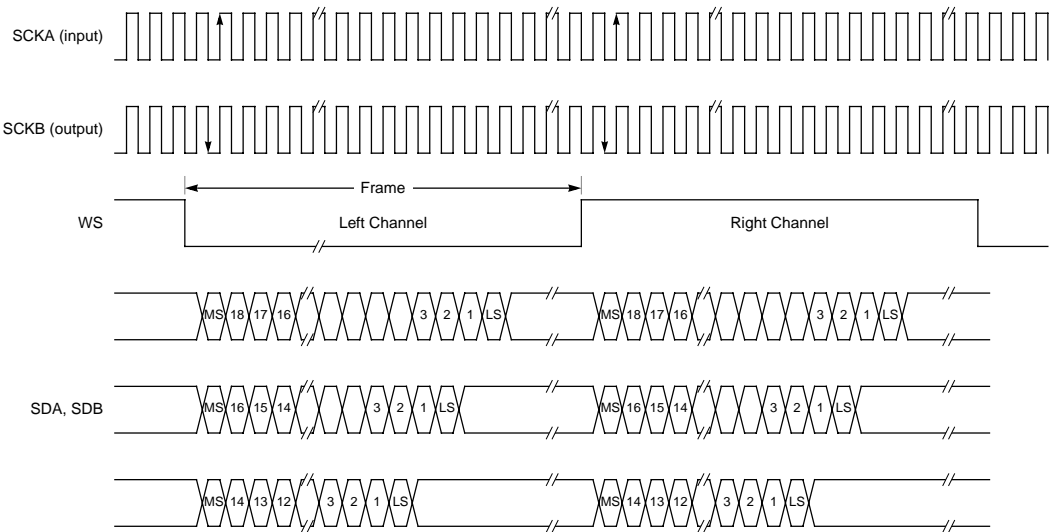 SCKA (input)
SCKB (output)
Frame
WS
Left Channel
Right Channel
MS 18 17 16 3 2 1 LS MS 18 17 16 3 2 1 LS
SDA, SDB
MS 16 15 14 3 2 1 LS MS 16 15 14 3 2 1 LS
MS 14 13 12 3 2 1 LS MS 14 13 12 3 2 1 LS